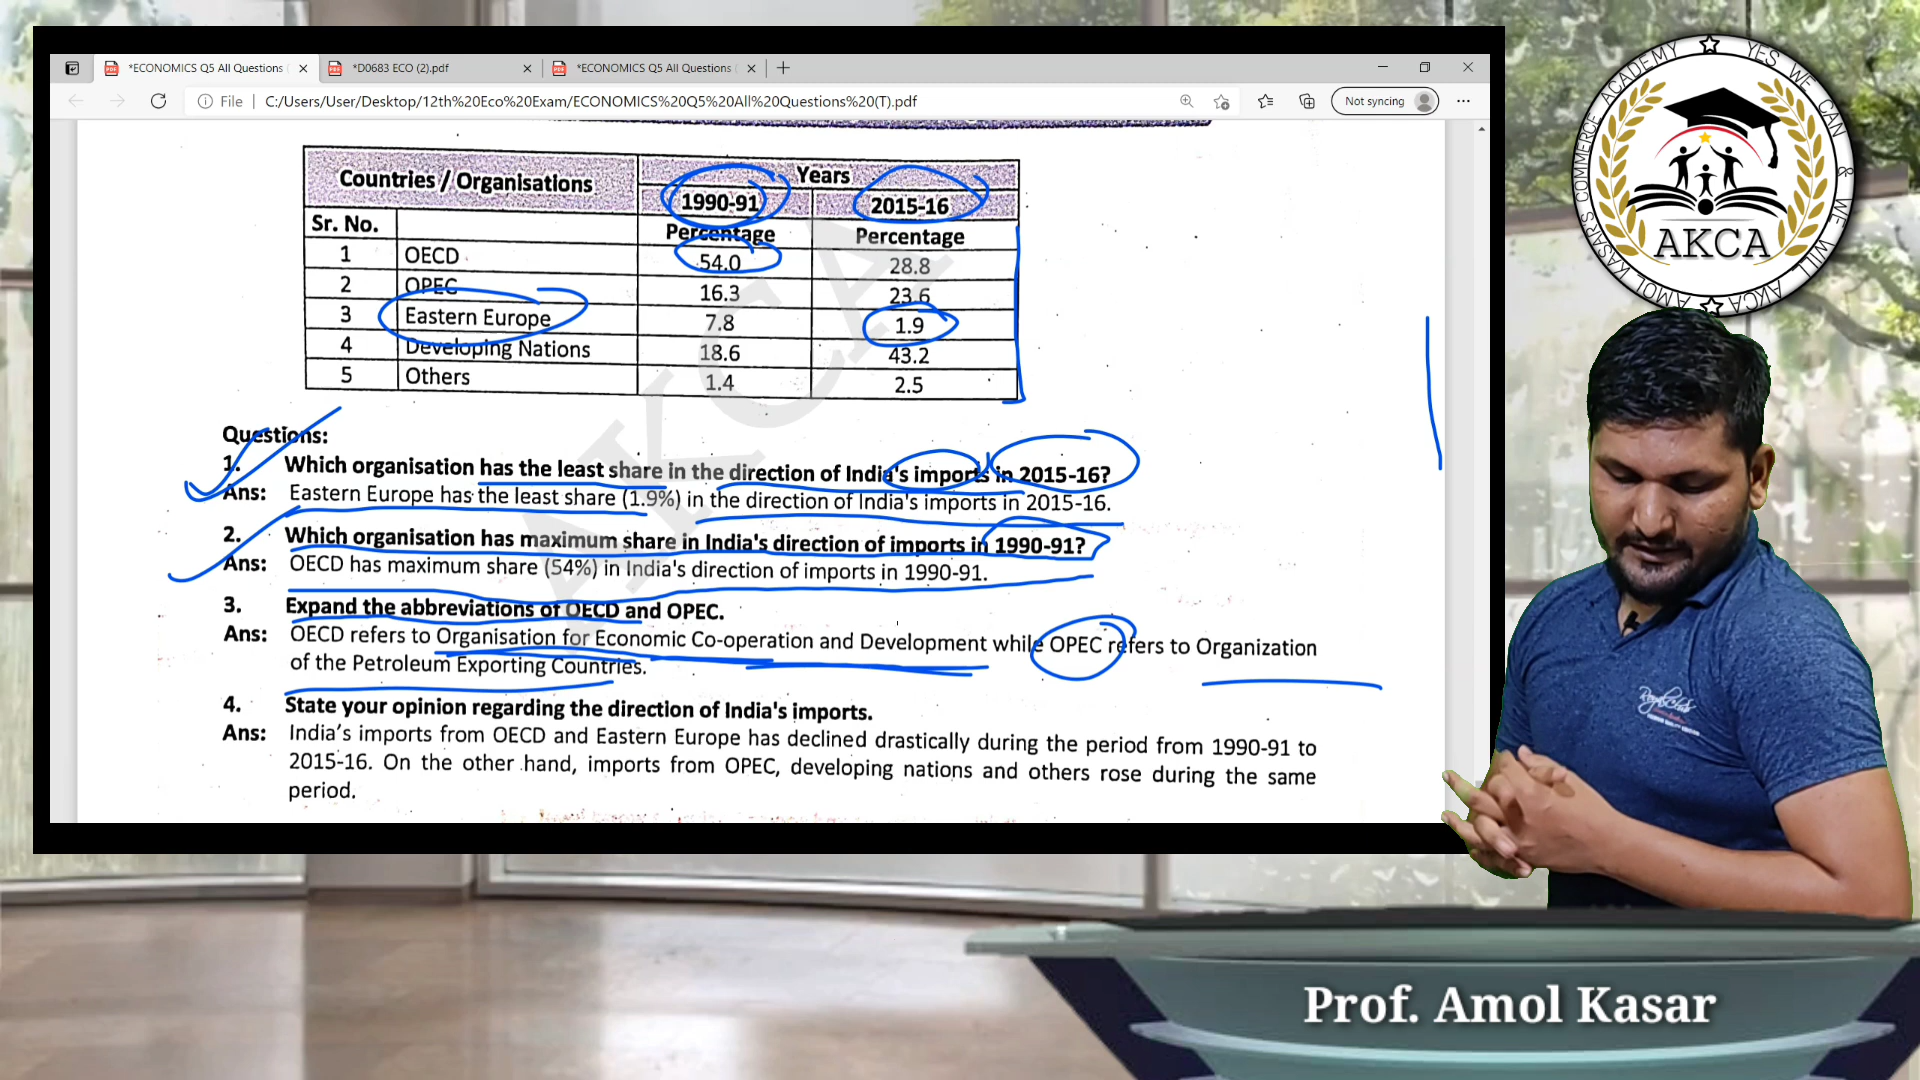 *ECONOMICS Q5 All Questions
*D0683 ECO (2).pdf
*ECONOMICS Q5 All Questions
File
C:/Users/User/Desktop/12th%20Eco%20Exam/ECONOMICS%20Q5%20All%20Questions%20(T).pdf
Not syncing
Countries / Organisations Years
1990-91 2015-16
Sr. No. Percentage Percentage
1 OECD 54.0 28.8
2 OPEC 16.3 23.6
3 Eastern Europe 7.8 1.9
4 Developing Nations 18.6 43.2
5 Others 1.4 2.5
AKCA
Questions:
1. Which organisation has the least share in the direction of India's imports in 2015-16?
Ans: Eastern Europe has the least share (1.9%) in the direction of India's imports in 2015-16.
2. Which organisation has maximum share in India's direction of imports in 1990-91?
Ans: OECD has maximum share (54%) in India's direction of imports in 1990-91.
3. Expand the abbreviations of OECD and OPEC.
Ans: OECD refers to Organisation for Economic Co-operation and Development while OPEC refers to Organization
of the Petroleum Exporting Countries.
4. State your opinion regarding the direction of India's imports.
Ans: India's imports from OECD and Eastern Europe has declined drastically during the period from 1990-91 to
2015-16. On the other hand, imports from OPEC, developing nations and others rose during the same
period.
AMOL KASAR'S COMMERCE ACADEMY
YES WE CAN & WE WILL
AKCA
AKCA
Royal Club
Prof. Amol Kasar